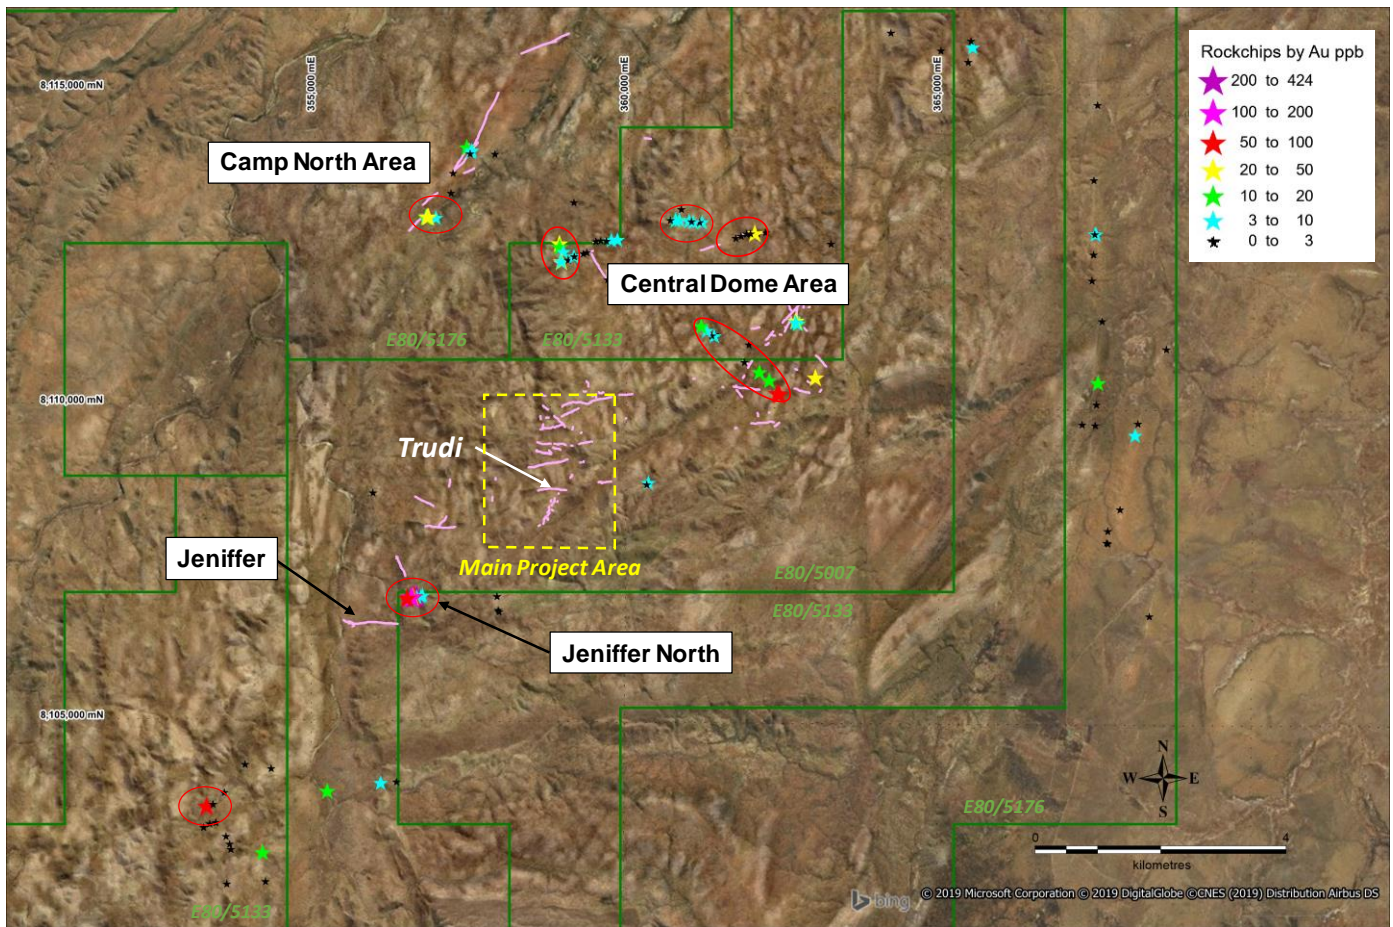 8,115,000 mN
355,000 mE
360,000 mE
365,000 mE
Rockchips by Au ppb
200 to 424
100 to 200
50 to 100
20 to 50
10 to 20
3 to 10
0 to 3
Camp North Area
Central Dome Area
E80/5176
E80/5133
8,110,000 mN
Trudi
Jeniffer
Main Project Area
E80/5007
E80/5133
Jeniffer North
8,105,000 mN
N
W E
S
E80/5176
0 4
kilometres
E80/5133
bing
© 2019 Microsoft Corporation © 2019 DigitalGlobe ©CNES (2019) Distribution Airbus DS